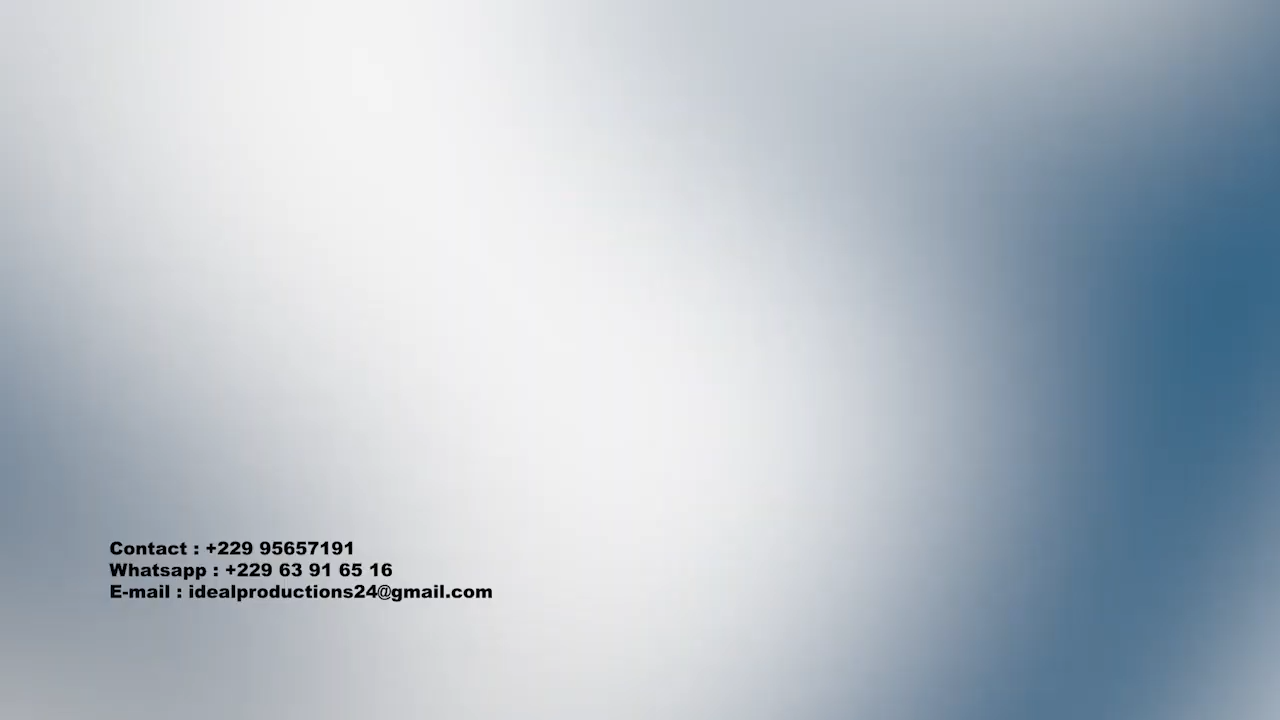 Contact : +229 95657191
Whatsapp : +229 63 91 65 16
E-mail : idealproductions24@gmail.com